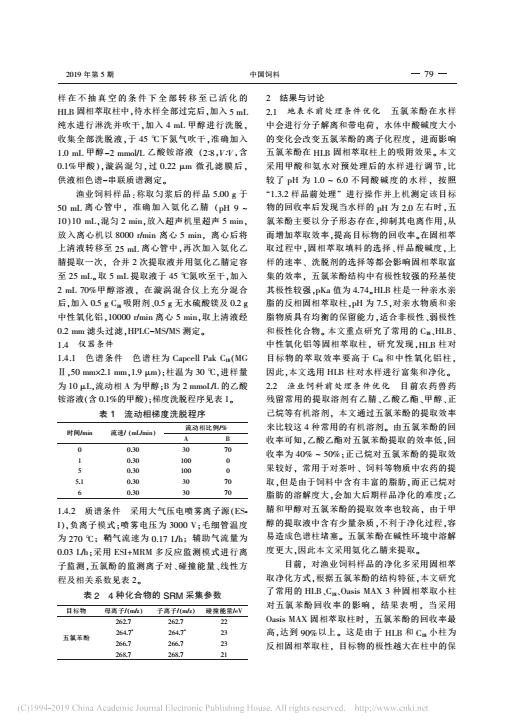 2019 年第 5 期
中国饲料
— 79 —
样在不抽真空的条件下全部转移至已活化的
HLB 固相萃取柱中,待水样全部过完后,加入 5 mL
纯水进行淋洗并吹干,加入 4 mL 甲醇进行洗脱,
收集全部洗脱液,于 45 ℃下氮气吹干,准确加入
1.0 mL 甲醇-2 mmol/L 乙酸铵溶液 (2:8,V:V,含
0.1%甲酸),漩涡混匀,过 0.22 μm 微孔滤膜后,
供液相色谱-串联质谱测定。
渔业饲料样品:称取匀浆后的样品 5.00 g 于
50 mL 离心管中, 准确加入氨化乙腈 (pH 9 ~
10)10 mL,混匀 2 min,放入超声机里超声 5 min,
放入离心机以 8000 r/min 离心 5 min, 离心后将
上清液转移至 25 mL 离心管中,再次加入氨化乙
腈提取一次, 合并 2 次提取液并用氨化乙腈定容
至 25 mL。取 5 mL 提取液于 45 ℃氮吹至干,加入
2 mL 70%甲醇溶液, 在漩涡混合仪上充分混合
后,加入 0.5 g C18 吸附剂、0.5 g 无水硫酸镁及 0.2 g
中性氧化铝,10000 r/min 离心 5 min,取上清液经
0.2 mm 滤头过滤,HPLC-MS/MS 测定。
1.4 仪器条件
1.4.1 色谱条件 色谱柱为 Capcell Pak C18(MG
Ⅱ,50 mm×2.1 mm,1.9 μm);柱温为 30 ℃,进样量
为 10 μL,流动相 A 为甲醇;B 为 2 mmol/L 的乙酸
铵溶液(含 0.1%的甲酸);梯度洗脱程序见表 1。
表 1 流动相梯度洗脱程序
时间/min 流速/ (mL/min) 流动相比例/%
A B
0 0.30 30 70
1 0.30 100 0
5 0.30 100 0
5.1 0.30 30 70
6 0.30 30 70
1.4.2 质谱条件 采用大气压电喷雾离子源(ES-
I),负离子模式;喷雾电压为 3000 V;毛细管温度
为 270 ℃; 鞘气流速为 0.17 L/h; 辅助气流量为
0.03 L/h;采用 ESI+MRM 多反应监测模式进行离
子监测,五氯酚的监测离子对、碰撞能量、线性方
程及相关系数见表 2。
表 2 4 种化合物的 SRM 采集参数
目标物 母离子/(m/z) 子离子/(m/z) 碰撞能量/eV
五氯苯酚
262.7 262.7 22
264.7* 264.7* 23
266.7 266.7 23
268.7 268.7 21
2 结果与讨论
2.1 地表水前处理条件优化 五氯苯酚在水样
中会进行分子解离和带电荷, 水体中酸碱度大小
的变化会改变五氯苯酚的离子化程度,进而影响
五氯苯酚在 HLB 固相萃取柱上的吸附效果。本文
采用甲酸和氨水对预处理后的水样进行调节,比
较了 pH 为 1.0 ~ 6.0 不同酸碱度的水样, 按照
“1.3.2 样品前处理”进行操作并上机测定该目标
物的回收率后发现当水样的 pH 为 2.0 左右时,五
氯苯酚主要以分子形态存在,抑制其电离作用,从
而增加萃取效率,提高目标物的回收率。在固相萃
取过程中,固相萃取填料的选择、样品酸碱度,上
样的速率、洗脱剂的选择等都会影响固相萃取富
集的效率, 五氯苯酚结构中有极性较强的羟基使
其极性较强,pKa 值为 4.74。HLB 柱是一种亲水亲
脂的反相固相萃取柱,pH 为 7.5,对亲水物质和亲
脂物质具有均衡的保留能力,适合非极性、弱极性
和极性化合物。本文重点研究了常用的 C18、HLB、
中性氧化铝等固相萃取柱, 研究发现,HLB 柱对
目标物的萃取效率要高于 C18 和中性氧化铝柱,
因此,本文选用 HLB 柱对水样进行富集和净化。
2.2 渔业饲料前处理条件优化 目前农药兽药
残留常用的提取溶剂有乙腈、乙酸乙酯、甲醇、正
己烷等有机溶剂, 本文通过五氯苯酚的提取效率
来比较这 4 种常用的有机溶剂。由五氯苯酚的回
收率可知,乙酸乙酯对五氯苯酚提取的效率低,回
收率为 40% ~ 50%;正己烷对五氯苯酚的提取效
果较好, 常用于对茶叶、饲料等物质中农药的提
取,但是由于饲料中含有丰富的脂肪,而正己烷对
脂肪的溶解度大,会加大后期样品净化的难度;乙
腈和甲醇对五氯苯酚的提取效率也较高, 由于甲
醇的提取液中含有少量杂质,不利于净化过程,容
易造成色谱柱堵塞。五氯苯酚在碱性环境中溶解
度更大,因此本文采用氨化乙腈来提取。
目前, 对渔业饲料样品的净化多采用固相萃
取净化方式,根据五氯苯酚的结构特征,本文研究
了常用的 HLB、C18、Oasis MAX 3 种固相萃取小柱
对五氯苯酚回收率的影响, 结果表明, 当采用
Oasis MAX 固相萃取柱时, 五氯苯酚的回收率最
高,达到 90%以上。这是由于 HLB 和 C18 小柱为
反相固相萃取柱, 目标物的极性越大在柱中的保
(C)1994-2019 China Academic Journal Electronic Publishing House. All rights reserved. http://www.cnki.net